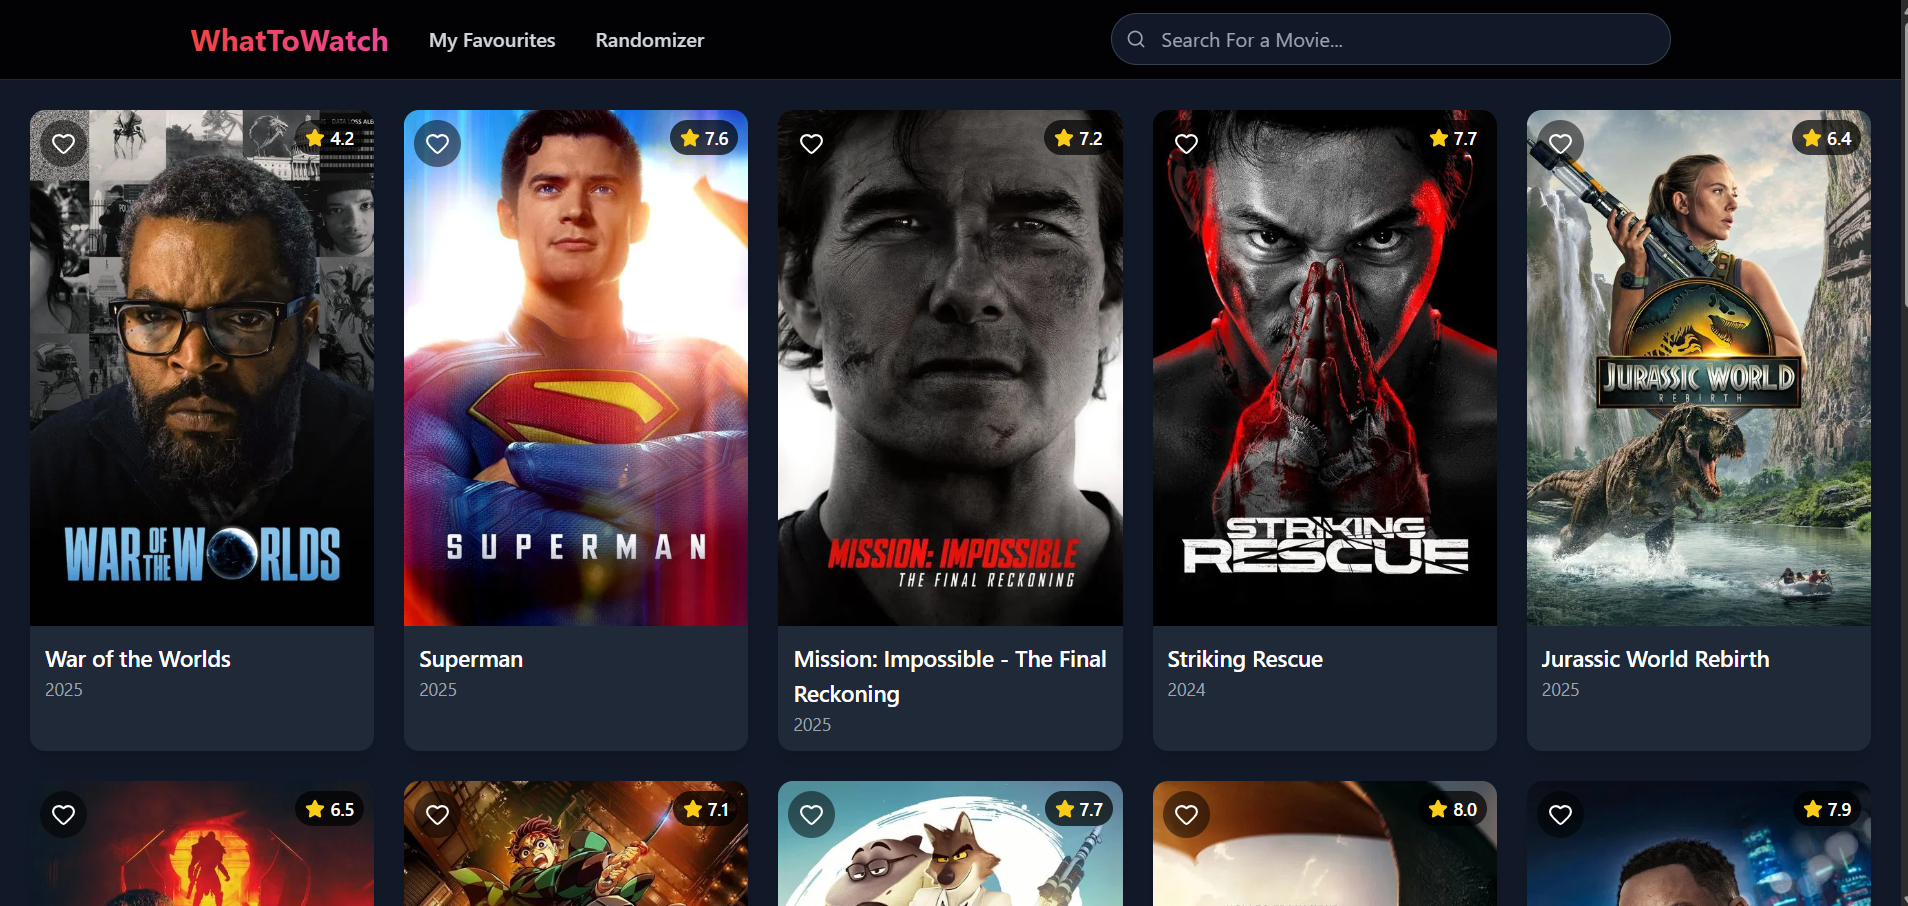 WhatToWatch
My Favourites
Randomizer
Search For a Movie...
4.2
7.6
7.2
7.7
6.4
DATA LOSS
WAR OF THE WORLDS
SUPERMAN
MISSION: IMPOSSIBLE
THE FINAL RECKONING
STRIKING
RESCUE
JURASSIC WORLD
REBIRTH
War of the Worlds
2025
Superman
2025
Mission: Impossible - The Final
Reckoning
2025
Striking Rescue
2024
Jurassic World Rebirth
2025
6.5
7.1
7.7
8.0
7.9